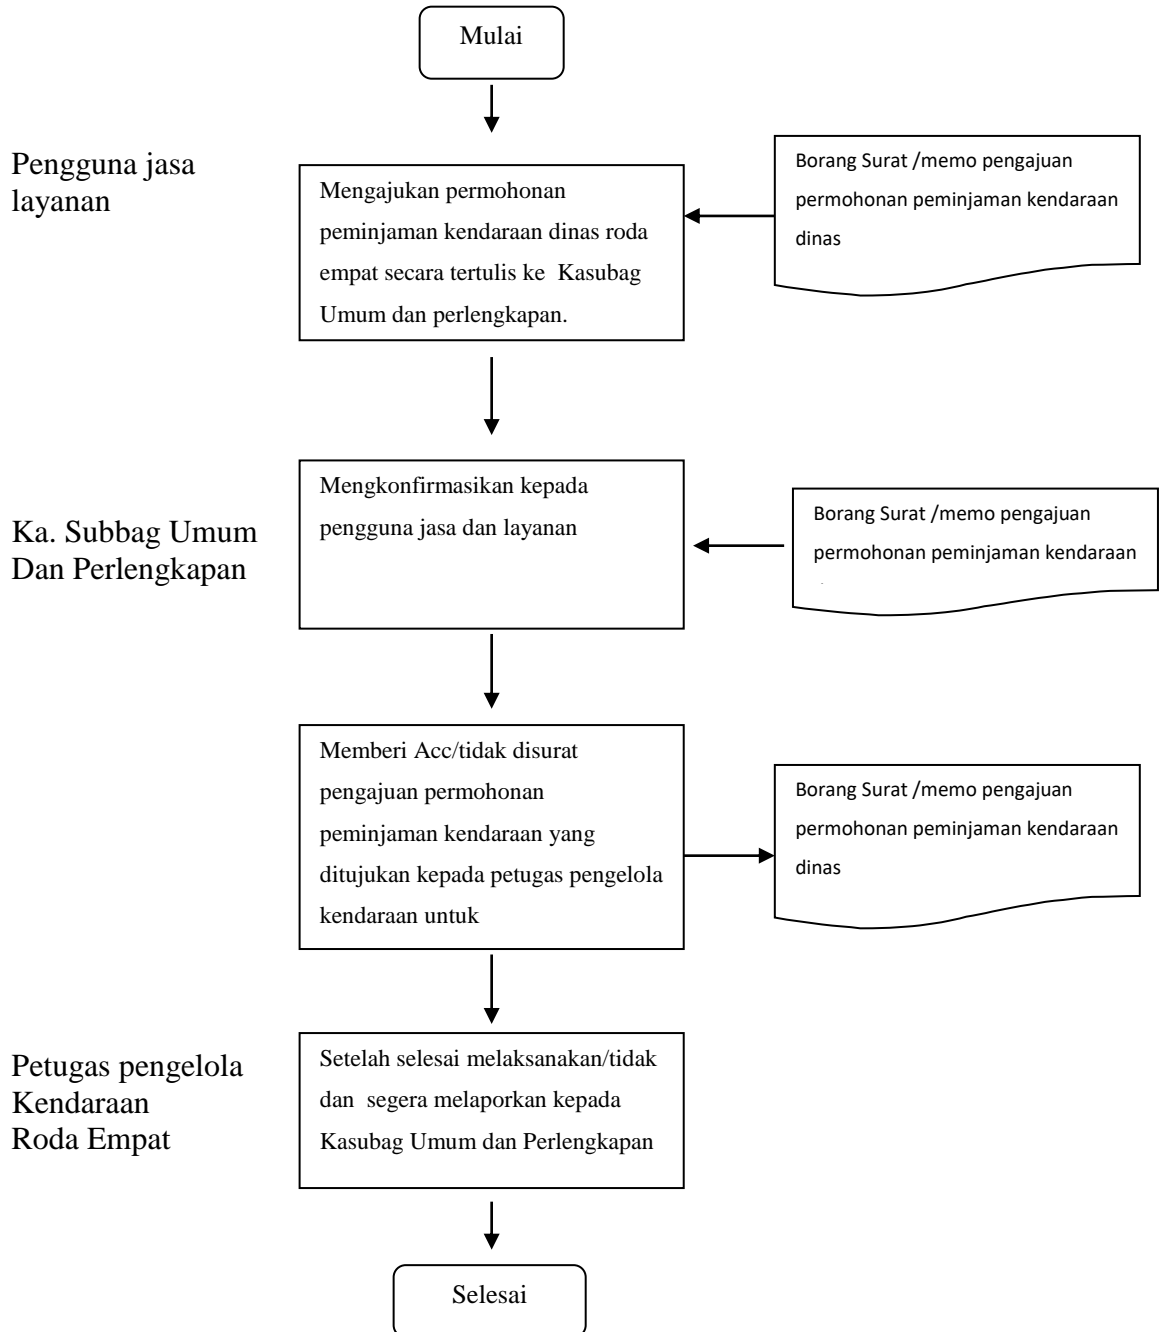 Mulai
Pengguna jasa
layanan
Mengajukan permohonan
peminjaman kendaraan dinas roda
empat secara tertulis ke Kasubag
Umum dan perlengkapan.
Borang Surat /memo pengajuan
permohonan peminjaman kendaraan
dinas
Ka. Subbag Umum
Dan Perlengkapan
Mengkonfirmasikan kepada
pengguna jasa dan layanan
Borang Surat /memo pengajuan
permohonan peminjaman kendaraan
Memberi Acc/tidak disurat
pengajuan permohonan
peminjaman kendaraan yang
ditujukan kepada petugas pengelola
kendaraan untuk
Borang Surat /memo pengajuan
permohonan peminjaman kendaraan
dinas
Petugas pengelola
Kendaraan
Roda Empat
Setelah selesai melaksanakan/tidak
dan segera melaporkan kepada
Kasubag Umum dan Perlengkapan
Selesai